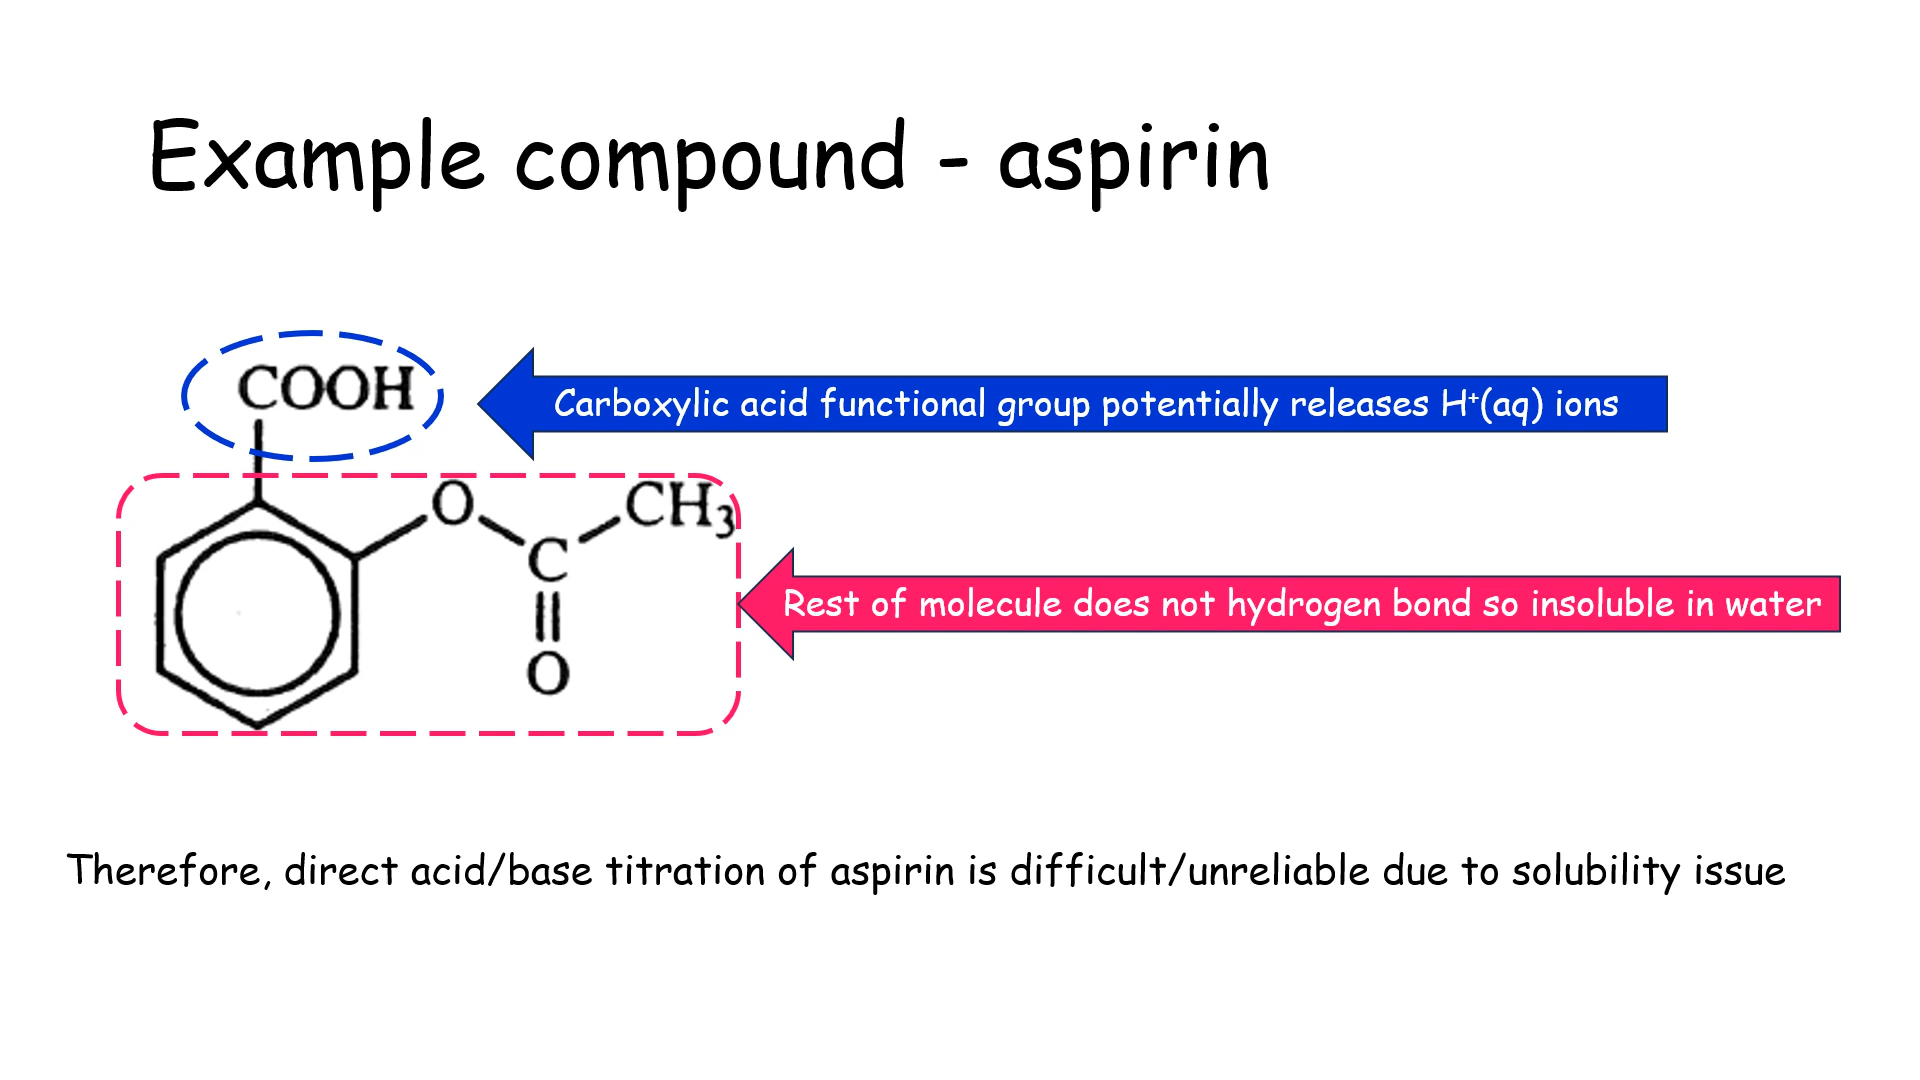 Example compound - aspirin
COOH
Carboxylic acid functional group potentially releases H⁺(aq) ions
O
CH₃
C
Rest of molecule does not hydrogen bond so insoluble in water
O
Therefore, direct acid/base titration of aspirin is difficult/unreliable due to solubility issue